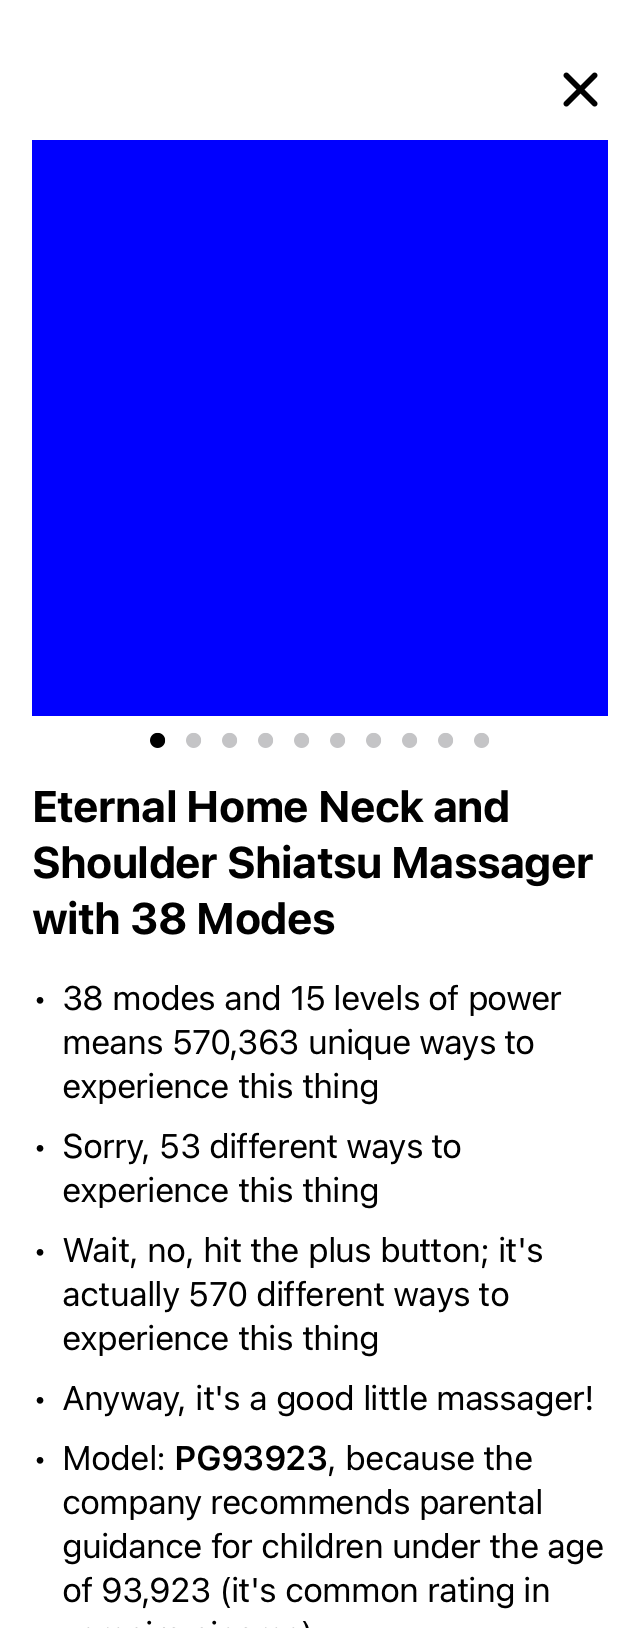 Eternal Home Neck and
Shoulder Shiatsu Massager
with 38 Modes
• 38 modes and 15 levels of power
means 570,363 unique ways to
experience this thing
• Sorry, 53 different ways to
experience this thing
• Wait, no, hit the plus button; it's
actually 570 different ways to
experience this thing
• Anyway, it's a good little massager!
• Model: PG93923, because the
company recommends parental
guidance for children under the age
of 93,923 (it's common rating in